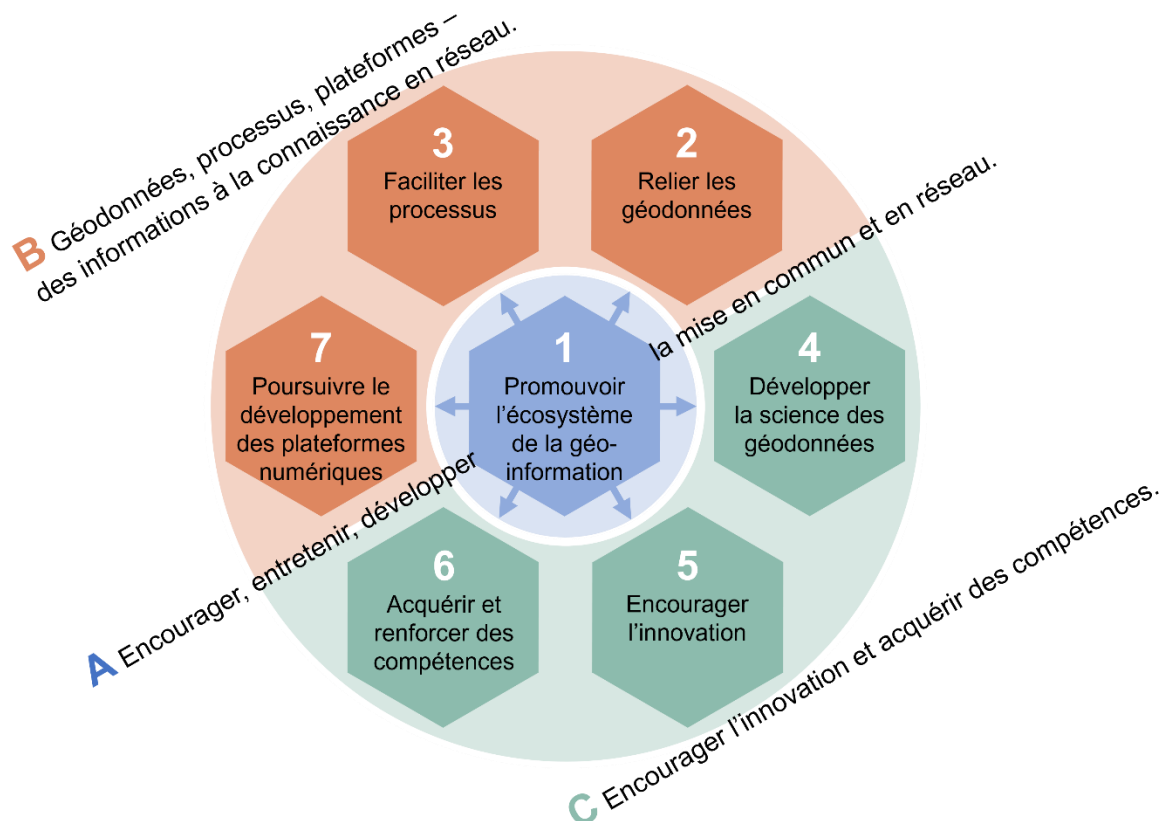 B Géodonnées, processus, plateformes –
des informations à la connaissance en réseau.
3
Faciliter les
processus
2
Relier les
géodonnées
la mise en commun et en réseau.
7
Poursuivre le
développement
des plateformes
numériques
1
Promouvoir
l'écosystème
de la géo-
information
4
Développer
la science des
géodonnées
A Encourager, entretenir, développer
6
Acquérir et
renforcer des
compétences
5
Encourager
l'innovation
C Encourager l'innovation et acquérir des compétences.